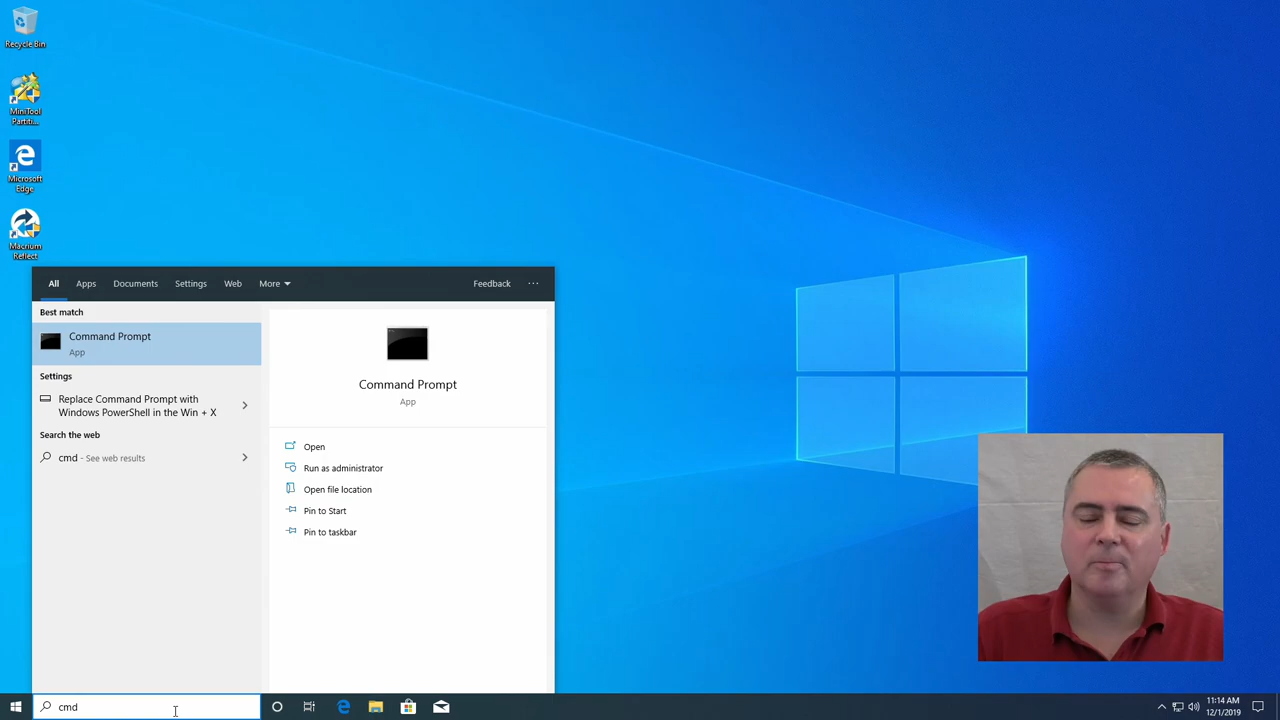 Recycle Bin
MiniTool
Partiti...
Microsoft
Edge
Macrium
Reflect
All Apps Documents Settings Web More Feedback ...
Best match
Command Prompt
App
Settings
Replace Command Prompt with
Windows PowerShell in the Win + X
Search the web
cmd - See web results
Command Prompt
App
Open
Run as administrator
Open file location
Pin to Start
Pin to taskbar
cmd
11:14 AM
12/1/2019